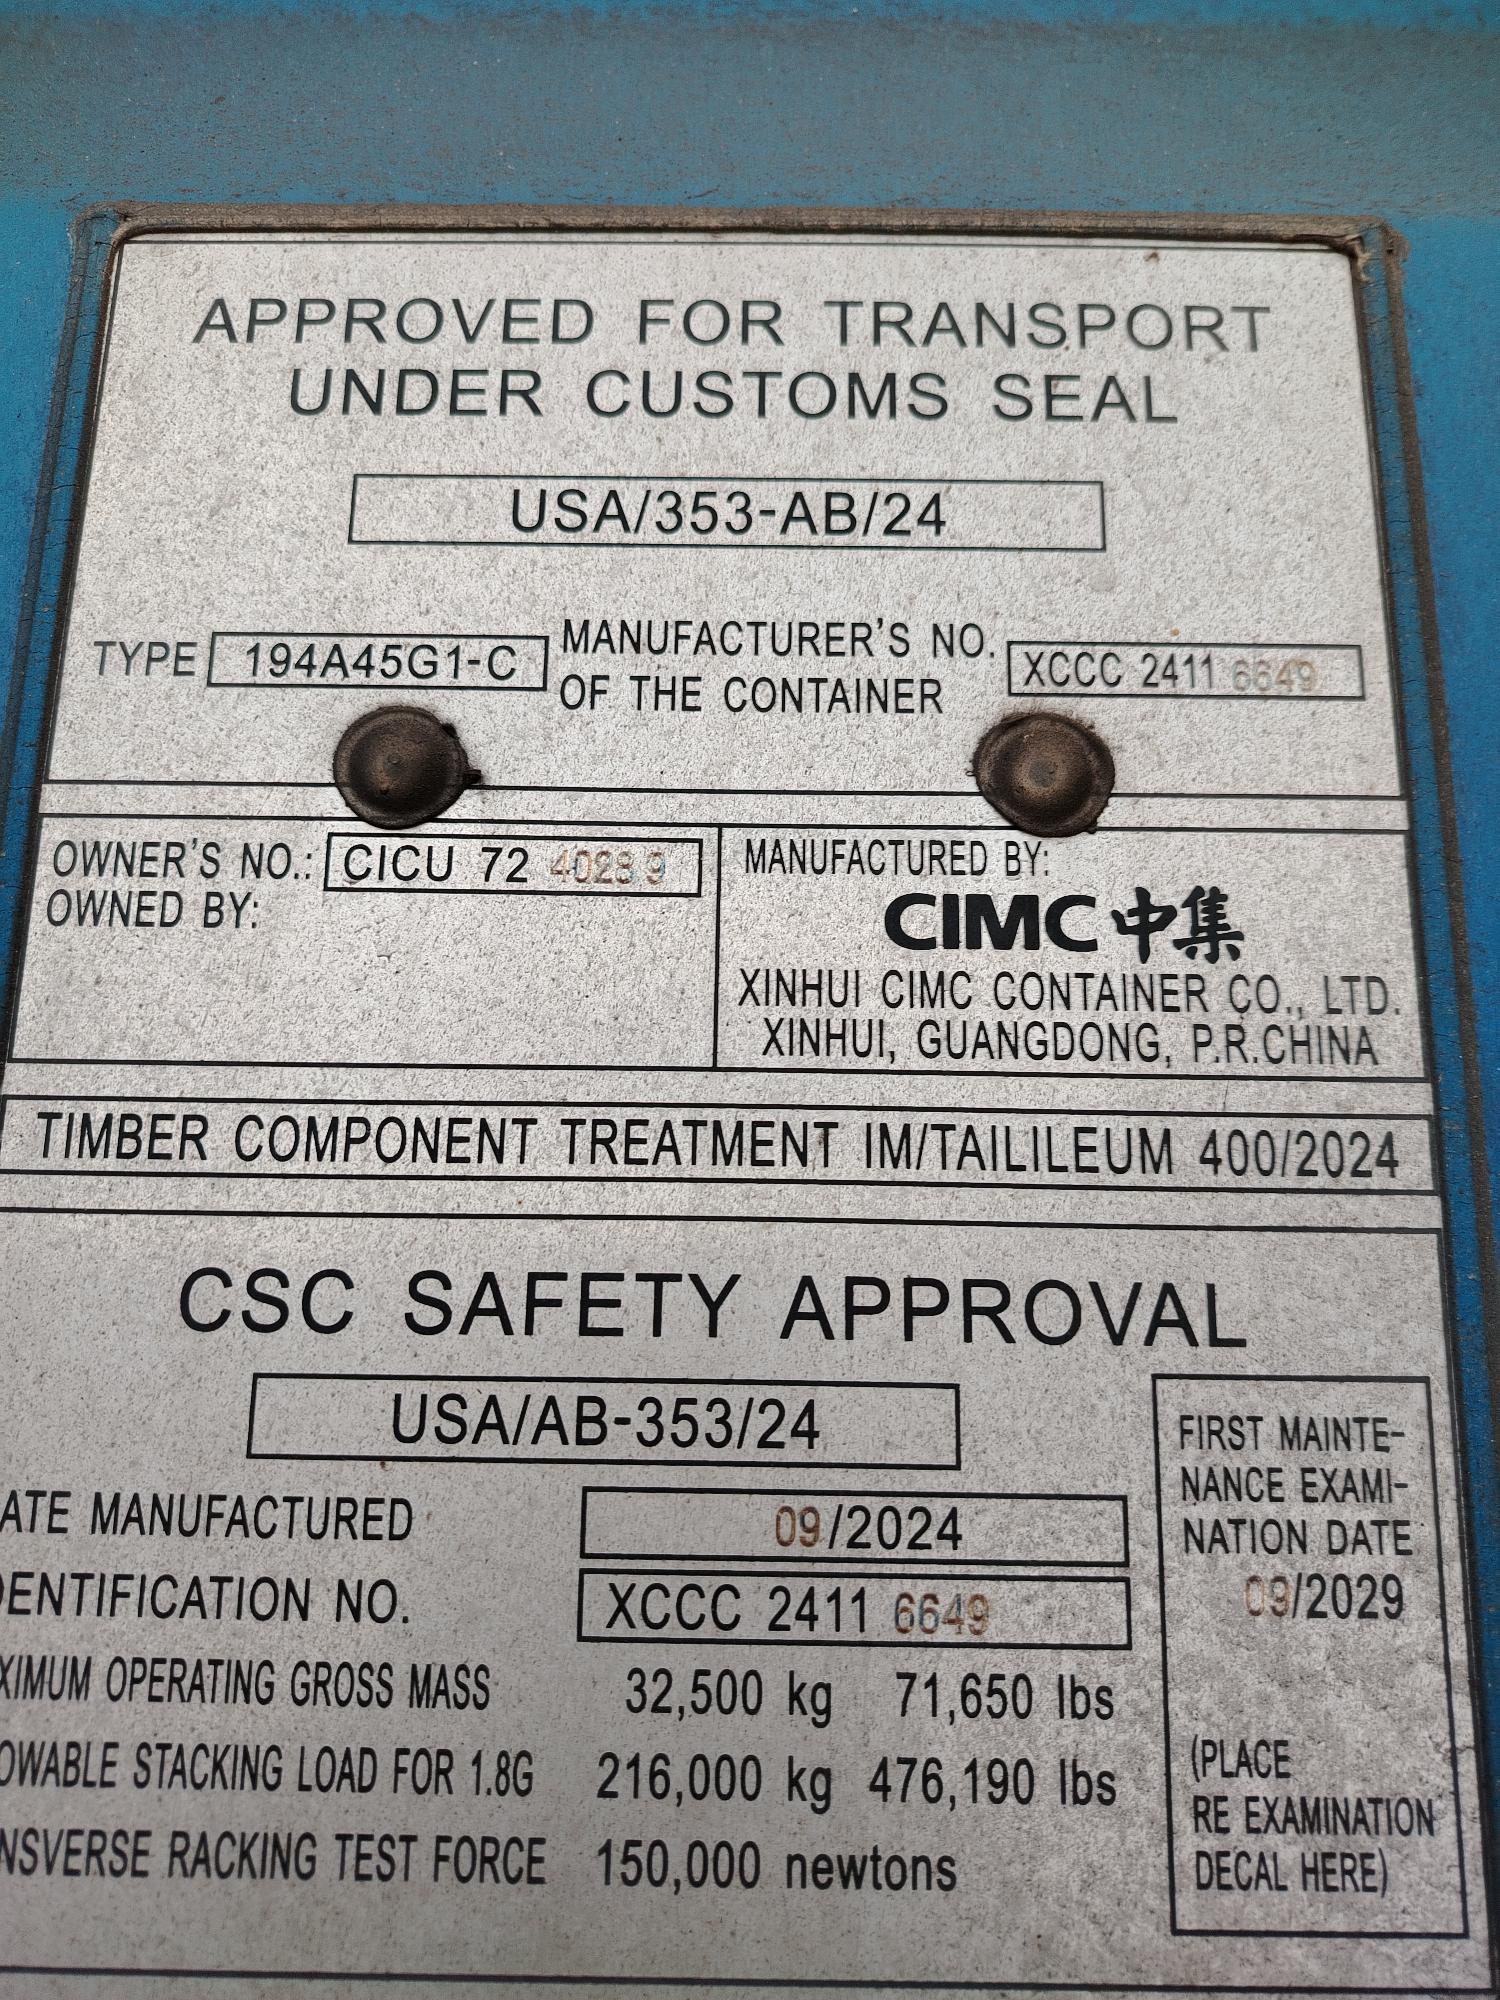 APPROVED FOR TRANSPORT
UNDER CUSTOMS SEAL
USA/353-AB/24
TYPE 194A45G1-C MANUFACTURER'S NO. OF THE CONTAINER XCCC 2411 6649
OWNER'S NO.: CICU 72 4028 9
OWNED BY:
MANUFACTURED BY:
CIMC 中集
XINHUI CIMC CONTAINER CO., LTD.
XINHUI, GUANGDONG, P.R.CHINA
TIMBER COMPONENT TREATMENT IM/TAILILEUM 400/2024
CSC SAFETY APPROVAL
USA/AB-353/24
ATE MANUFACTURED 09/2024
DENTIFICATION NO. XCCC 2411 6649
XIMUM OPERATING GROSS MASS 32,500 kg 71,650 lbs
OWABLE STACKING LOAD FOR 1.8G 216,000 kg 476,190 lbs
NSVERSE RACKING TEST FORCE 150,000 newtons
FIRST MAINTE-
NANCE EXAMI-
NATION DATE
09/2029
(PLACE
RE EXAMINATION
DECAL HERE)